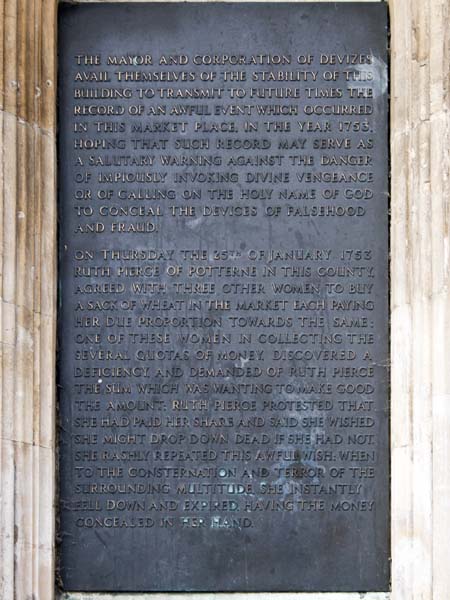 THE MAYOR AND CORPORATION OF DEVIZES
AVAIL THEMSELVES OF THE STABILITY OF THIS
BUILDING TO TRANSMIT TO FUTURE TIMES THE
RECORD OF AN AWFUL EVENT WHICH OCCURRED
IN THIS MARKET PLACE, IN THE YEAR 1753,
HOPING THAT SUCH RECORD MAY SERVE AS
A SALUTARY WARNING AGAINST THE DANGER
OF IMPIOUSLY INVOKING DIVINE VENGEANCE
OR OF CALLING ON THE HOLY NAME OF GOD
TO CONCEAL THE DEVICES OF FALSEHOOD
AND FRAUD.
ON THURSDAY THE 25TH OF JANUARY 1753
RUTH PIERCE OF POTTERNE IN THIS COUNTY,
AGREED WITH THREE OTHER WOMEN TO BUY
A SACK OF WHEAT IN THE MARKET EACH PAYING
HER DUE PROPORTION TOWARDS THE SAME:
ONE OF THESE WOMEN IN COLLECTING THE
SEVERAL QUOTAS OF MONEY, DISCOVERED A
DEFICIENCY, AND DEMANDED OF RUTH PIERCE
THE SUM WHICH WAS WANTING TO MAKE GOOD
THE AMOUNT: RUTH PIERCE PROTESTED THAT
SHE HAD PAID HER SHARE AND SAID SHE WISHED
SHE MIGHT DROP DOWN DEAD IF SHE HAD NOT.
SHE RASHLY REPEATED THIS AWFUL WISH: WHEN
TO THE CONSTERNATION AND TERROR OF THE
SURROUNDING MULTITUDE, SHE INSTANTLY
FELL DOWN AND EXPIRED, HAVING THE MONEY
CONCEALED IN HER HAND.